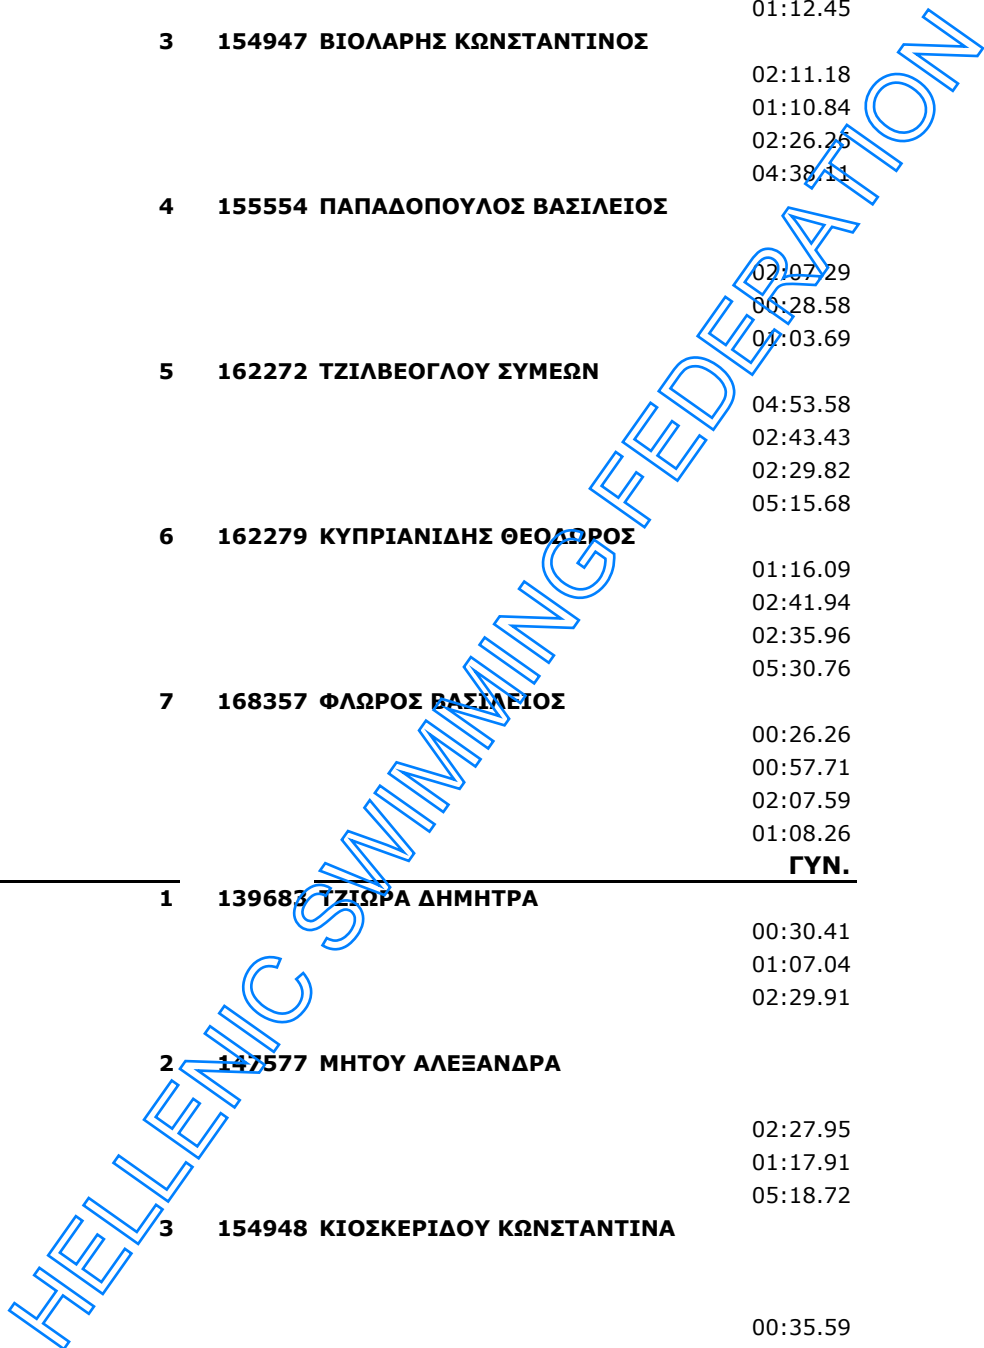 01:12.45
3 154947 ΒΙΟΛΑΡΗΣ ΚΩΝΣΤΑΝΤΙΝΟΣ
02:11.18
01:10.84
02:26.26
04:38.11
4 155554 ΠΑΠΑΔΟΠΟΥΛΟΣ ΒΑΣΙΛΕΙΟΣ
02:07.29
00:28.58
01:03.69
5 162272 ΤΖΙΛΒΕΟΓΛΟΥ ΣΥΜΕΩΝ
04:53.58
02:43.43
02:29.82
05:15.68
6 162279 ΚΥΠΡΙΑΝΙΔΗΣ ΘΕΟΔΩΡΟΣ
01:16.09
02:41.94
02:35.96
05:30.76
7 168357 ΦΛΩΡΟΣ ΒΑΣΙΛΕΙΟΣ
00:26.26
00:57.71
02:07.59
01:08.26
ΓΥΝ.
1 139683 ΤΖΙΩΡΑ ΔΗΜΗΤΡΑ
00:30.41
01:07.04
02:29.91
2 147577 ΜΗΤΟΥ ΑΛΕΞΑΝΔΡΑ
02:27.95
01:17.91
05:18.72
3 154948 ΚΙΟΣΚΕΡΙΔΟΥ ΚΩΝΣΤΑΝΤΙΝΑ
00:35.59
HELLENIC SWIMMING FEDERATION